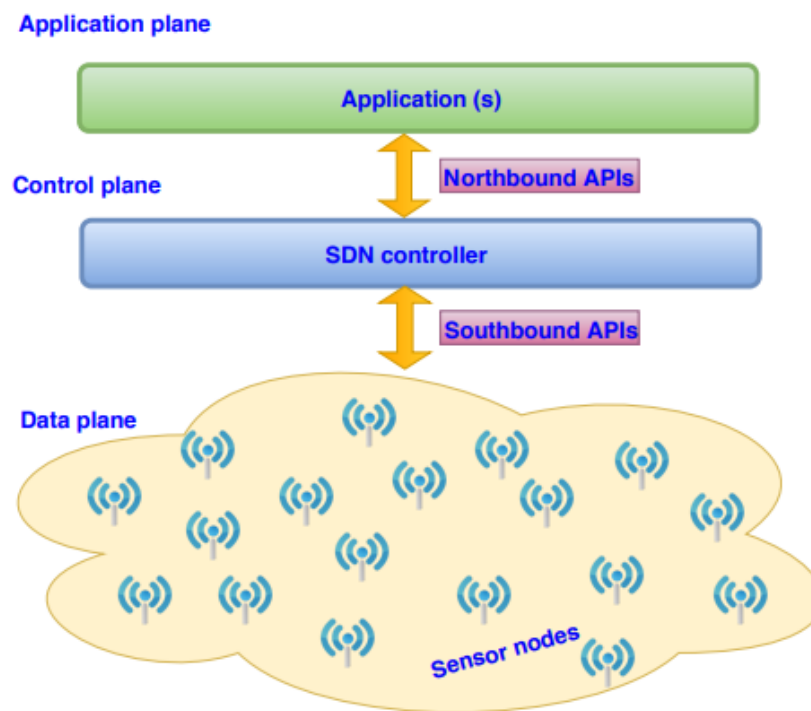 Application plane
Application (s)
Northbound APIs
Control plane
SDN controller
Southbound APIs
Data plane
Sensor nodes